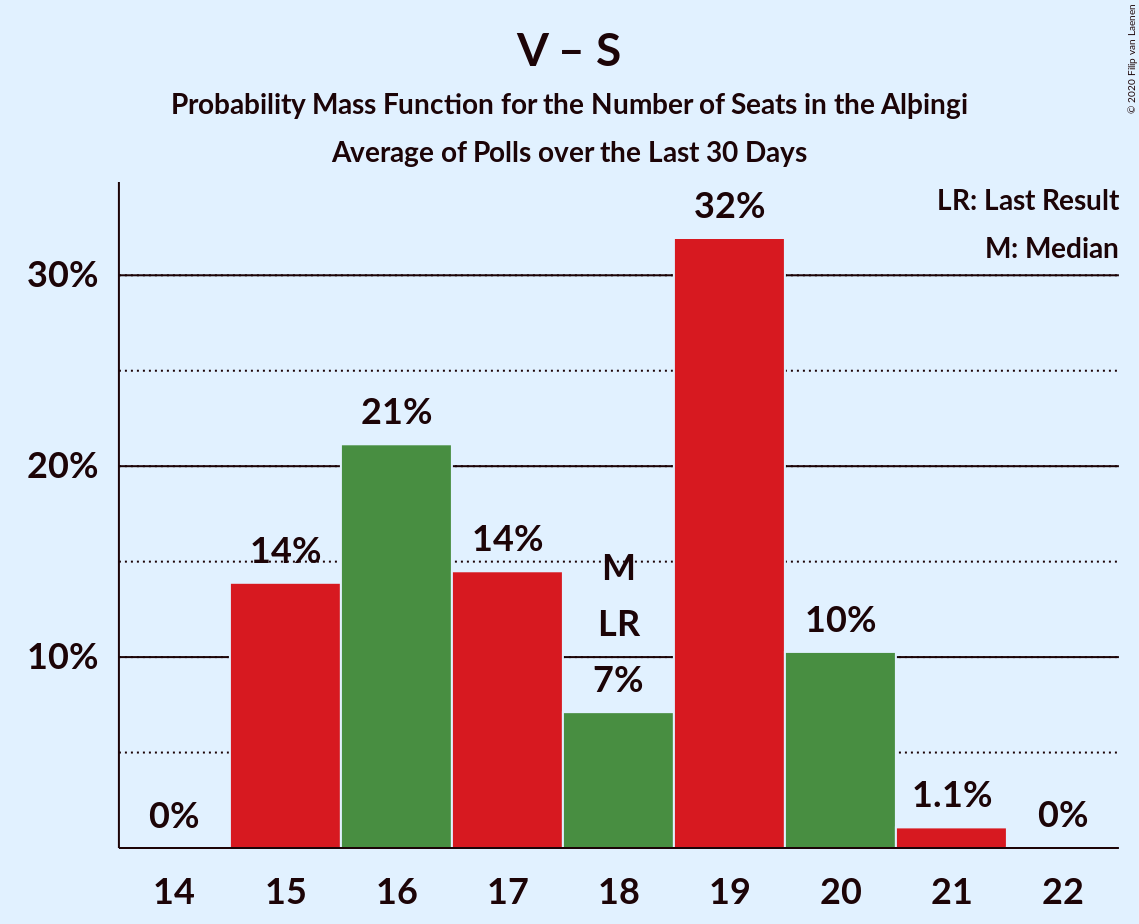 V – S
Probability Mass Function for the Number of Seats in the Alþingi
Average of Polls over the Last 30 Days
© 2020 Filip van Laenen
LR: Last Result
M: Median
30%
20%
10%
0%
14%
21%
14%
M
LR
7%
32%
10%
1.1%
0%
14 15 16 17 18 19 20 21 22